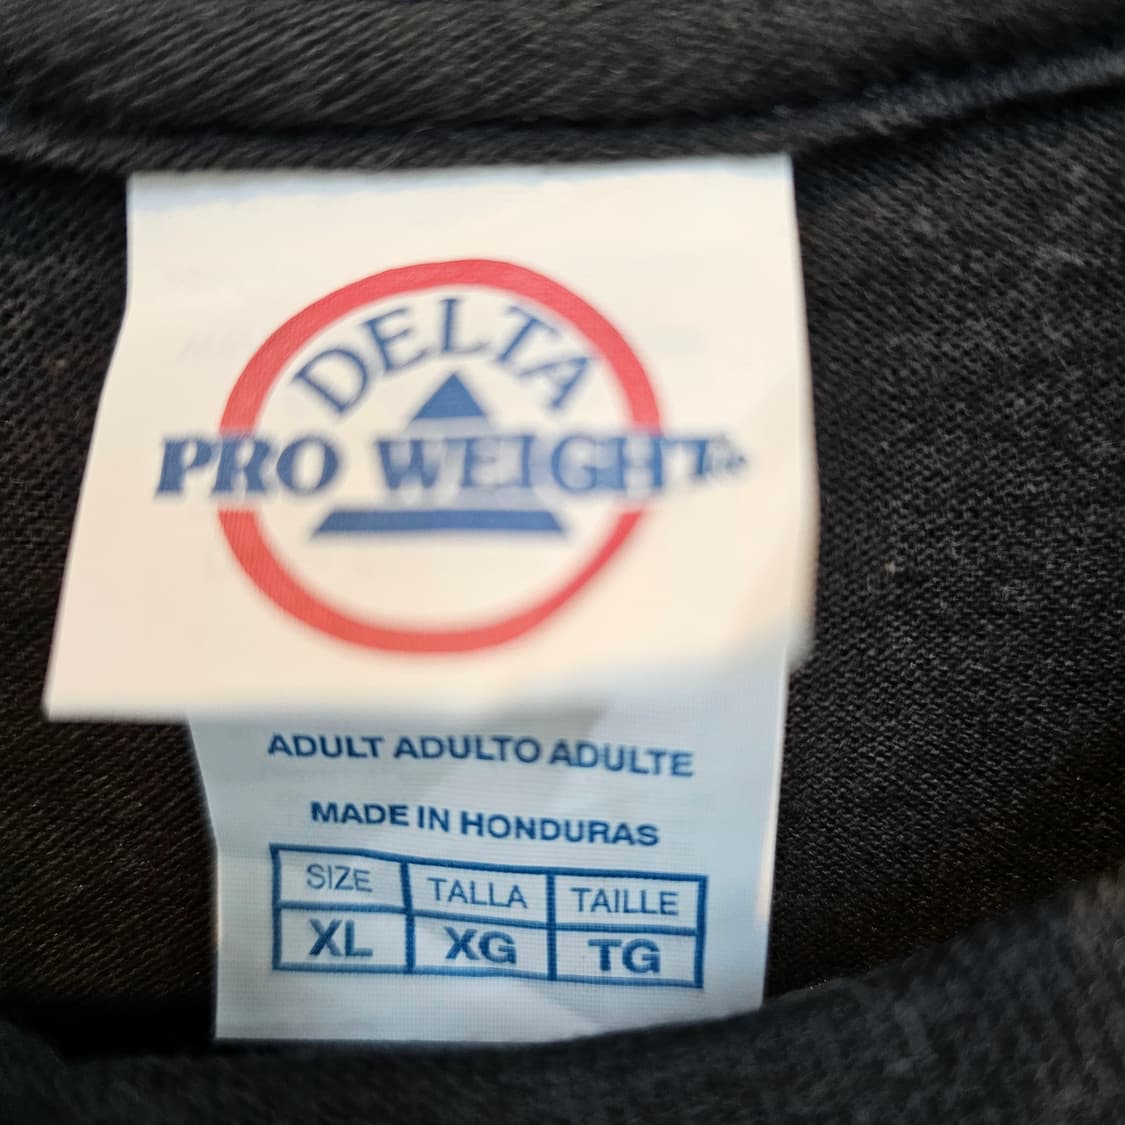 DELTA
PRO WEIGHT
ADULT ADULTO ADULTE
MADE IN HONDURAS
SIZE TALLA TAILLE
XL XG TG